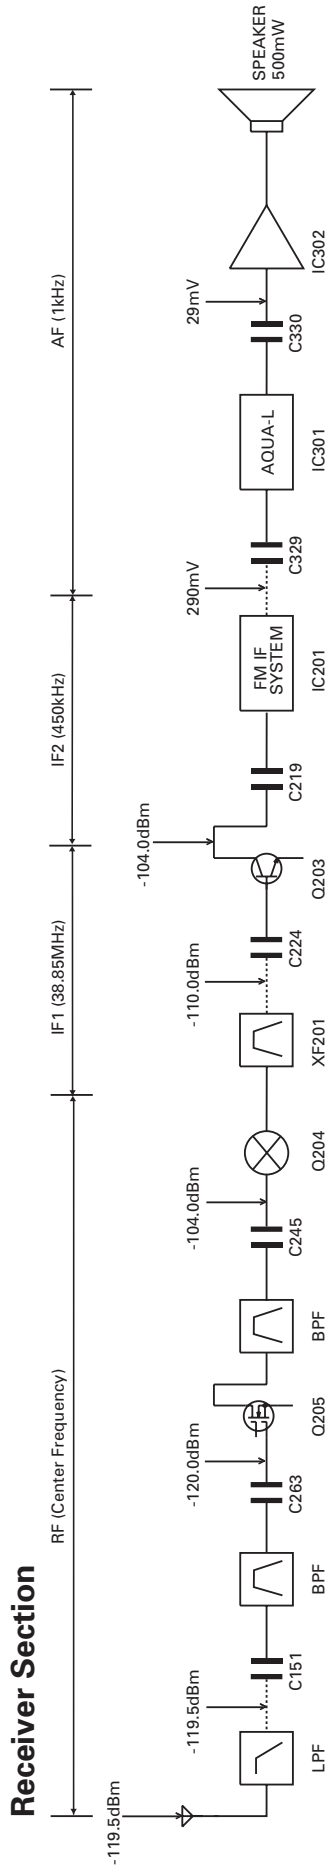 Receiver Section
RF (Center Frequency)
IF1 (38.85MHz)
IF2 (450kHz)
AF (1kHz)
-119.5dBm
-119.5dBm
-120.0dBm
-104.0dBm
-110.0dBm
-104.0dBm
290mV
29mV
SPEAKER
500mW
FM IF
SYSTEM
AQUA-L
LPF
C151
BPF
C263
Q205
BPF
C245
Q204
XF201
C224
Q203
C219
IC201
C329
IC301
C330
IC302